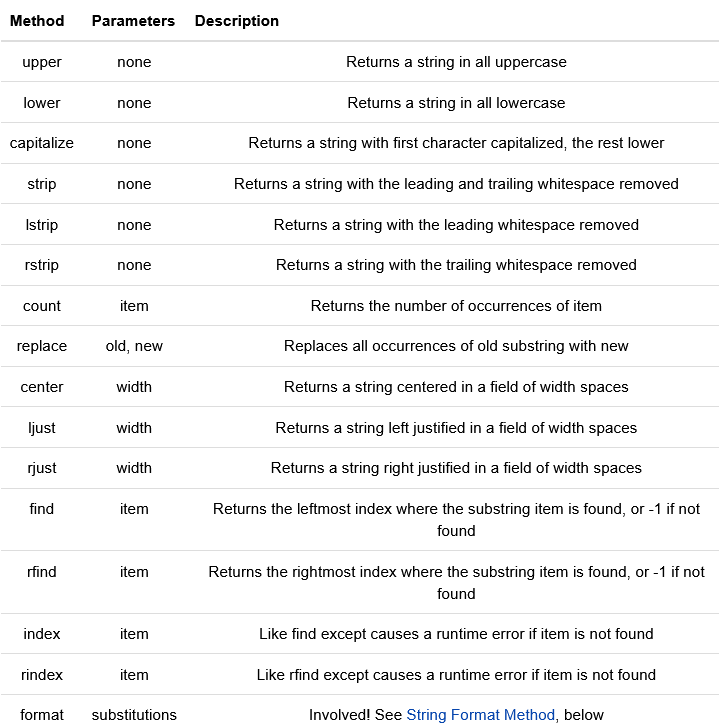 Method Parameters Description
upper none Returns a string in all uppercase
lower none Returns a string in all lowercase
capitalize none Returns a string with first character capitalized, the rest lower
strip none Returns a string with the leading and trailing whitespace removed
lstrip none Returns a string with the leading whitespace removed
rstrip none Returns a string with the trailing whitespace removed
count item Returns the number of occurrences of item
replace old, new Replaces all occurrences of old substring with new
center width Returns a string centered in a field of width spaces
ljust width Returns a string left justified in a field of width spaces
rjust width Returns a string right justified in a field of width spaces
find item Returns the leftmost index where the substring item is found, or -1 if not
found
rfind item Returns the rightmost index where the substring item is found, or -1 if not
found
index item Like find except causes a runtime error if item is not found
rindex item Like rfind except causes a runtime error if item is not found
format substitutions Involved! See String Format Method, below